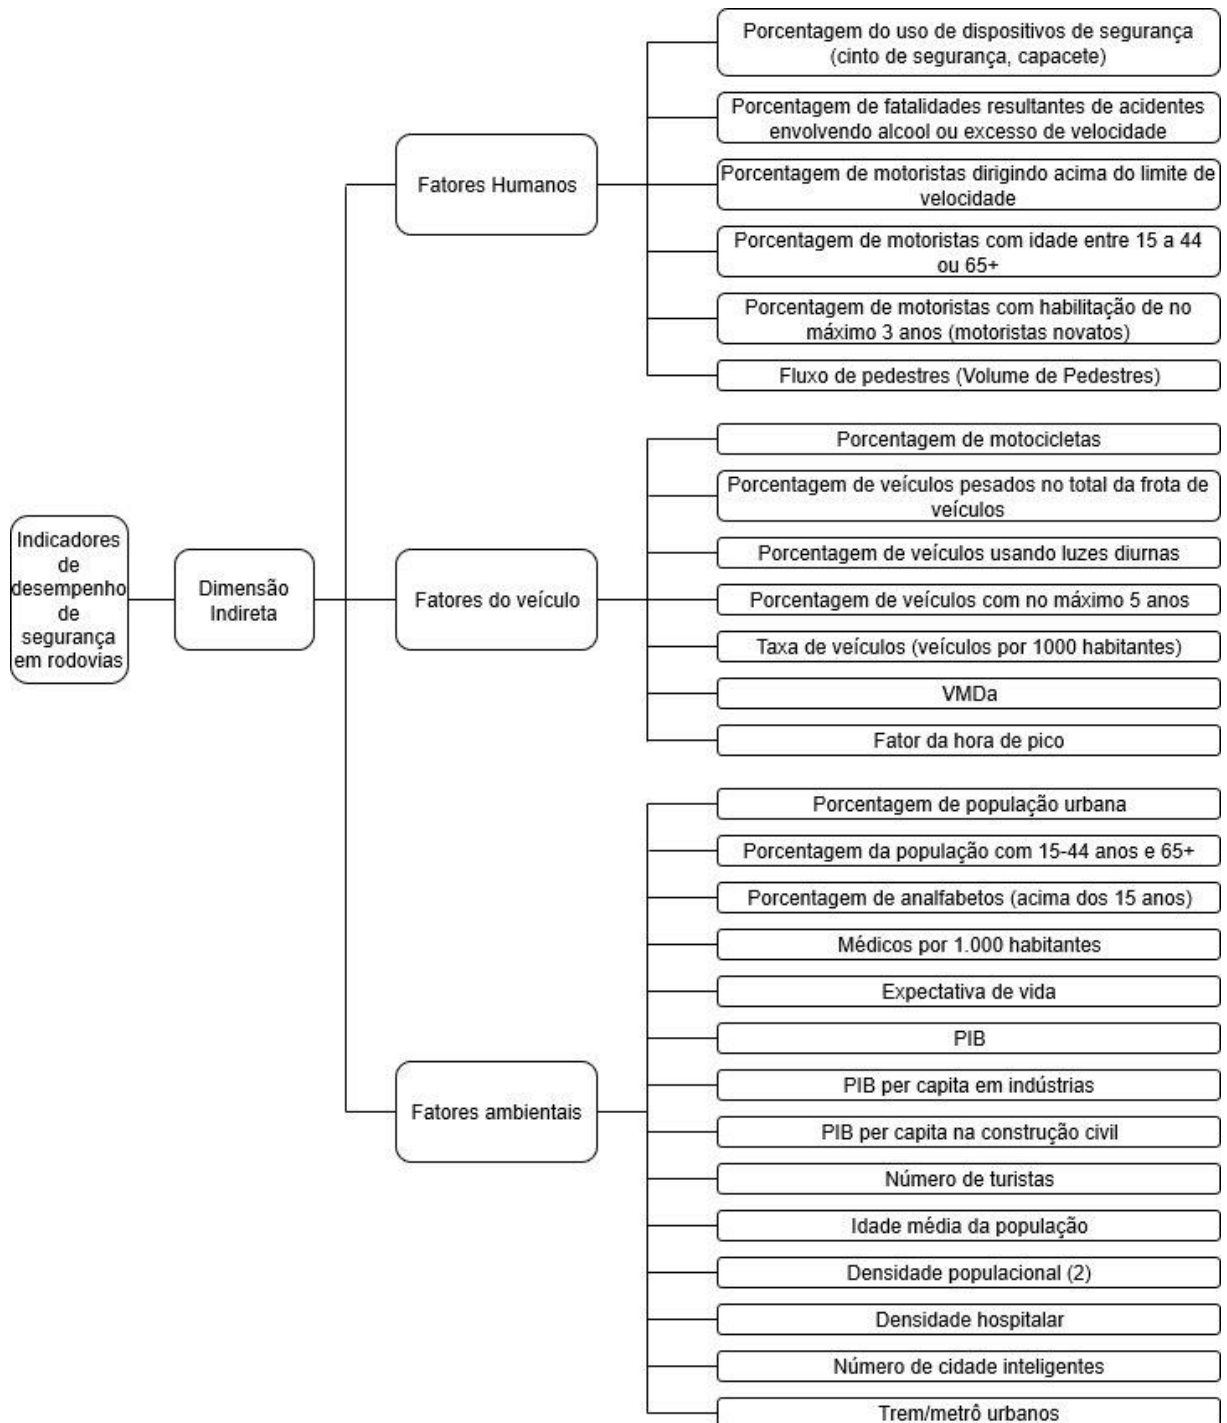 Porcentagem do uso de dispositivos de segurança
(cinto de segurança, capacete)
Porcentagem de fatalidades resultantes de acidentes
envolvendo alcool ou excesso de velocidade
Fatores Humanos
Porcentagem de motoristas dirigindo acima do limite de
velocidade
Porcentagem de motoristas com idade entre 15 a 44
ou 65+
Porcentagem de motoristas com habilitação de no
máximo 3 anos (motoristas novatos)
Fluxo de pedestres (Volume de Pedestres)
Indicadores
de
desempenho
de
segurança
em rodovias
Dimensão
Indireta
Fatores do veículo
Porcentagem de motocicletas
Porcentagem de veículos pesados no total da frota de
veículos
Porcentagem de veículos usando luzes diurnas
Porcentagem de veículos com no máximo 5 anos
Taxa de veículos (veículos por 1000 habitantes)
VMDa
Fator da hora de pico
Fatores ambientais
Porcentagem de população urbana
Porcentagem da população com 15-44 anos e 65+
Porcentagem de analfabetos (acima dos 15 anos)
Médicos por 1.000 habitantes
Expectativa de vida
PIB
PIB per capita em indústrias
PIB per capita na construção civil
Número de turistas
Idade média da população
Densidade populacional (2)
Densidade hospitalar
Número de cidade inteligentes
Trem/metrô urbanos